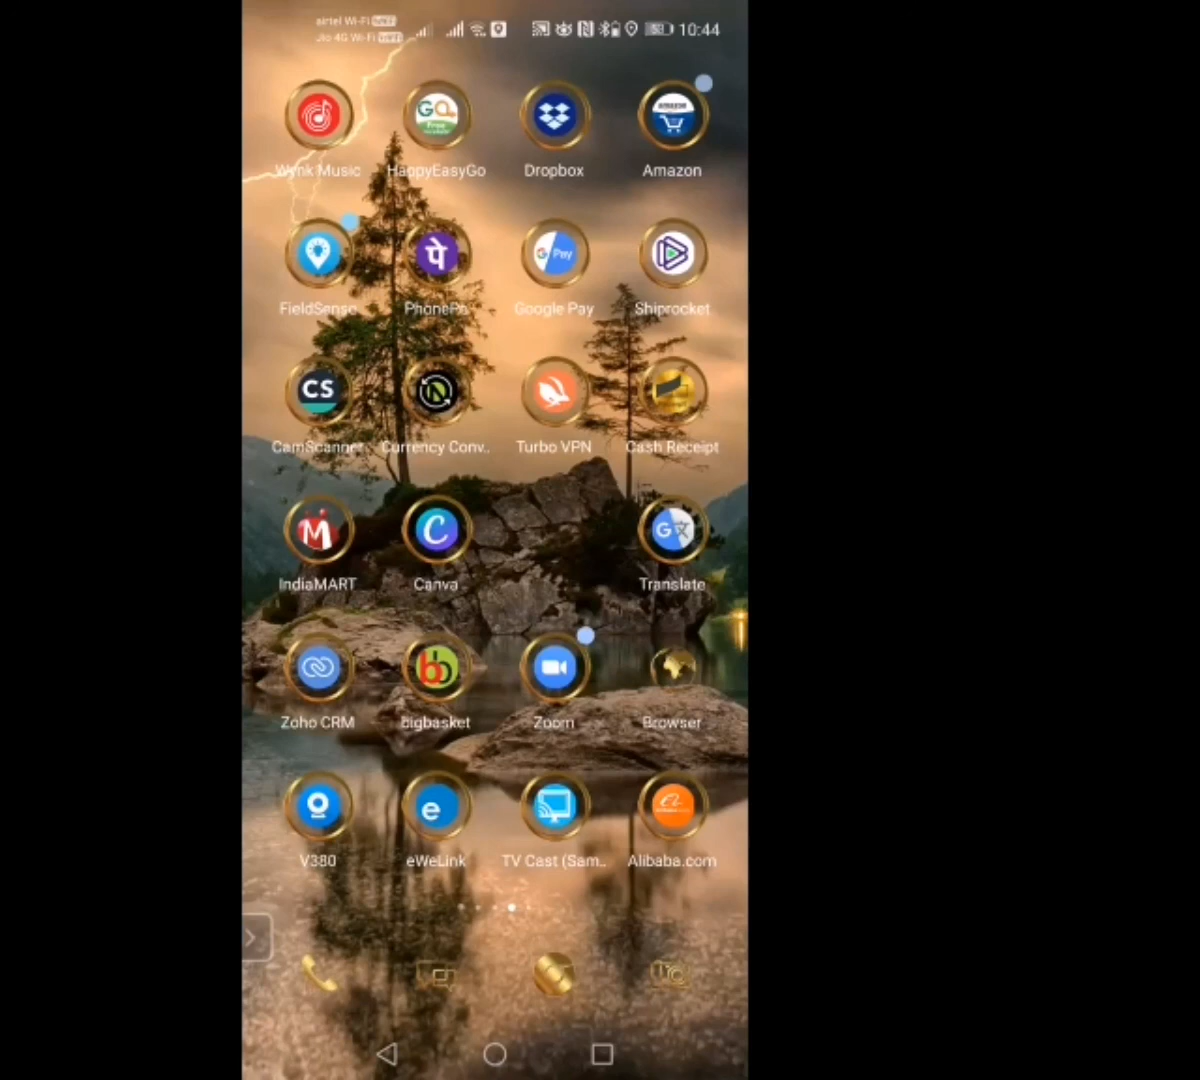 airtel Wi-Fi
Jio 4G Wi-Fi
10:44
Wynk Music HappyEasyGo Dropbox Amazon
FieldSense PhonePe Google Pay Shiprocket
CamScanner Currency Conv.. Turbo VPN Cash Receipt
IndiaMART Canva Translate
Zoho CRM bigbasket Zoom Browser
V380 eWeLink TV Cast (Sam.. Alibaba.com